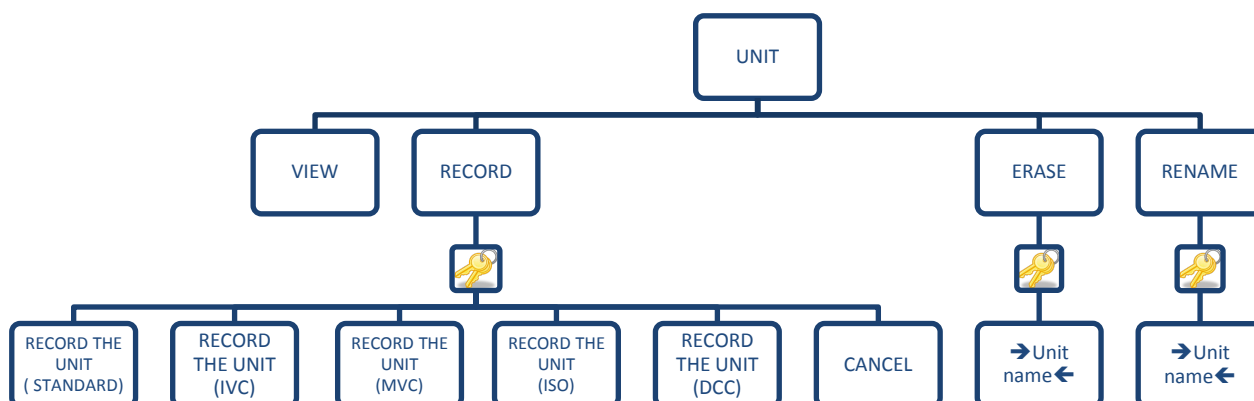 UNIT
VIEW
RECORD
ERASE
RENAME
RECORD THE
UNIT
( STANDARD)
RECORD
THE UNIT
(IVC)
RECORD THE
UNIT
(MVC)
RECORD THE
UNIT
(ISO)
RECORD
THE UNIT
(DCC)
CANCEL
➔Unit
name🡸
➔Unit
name🡸